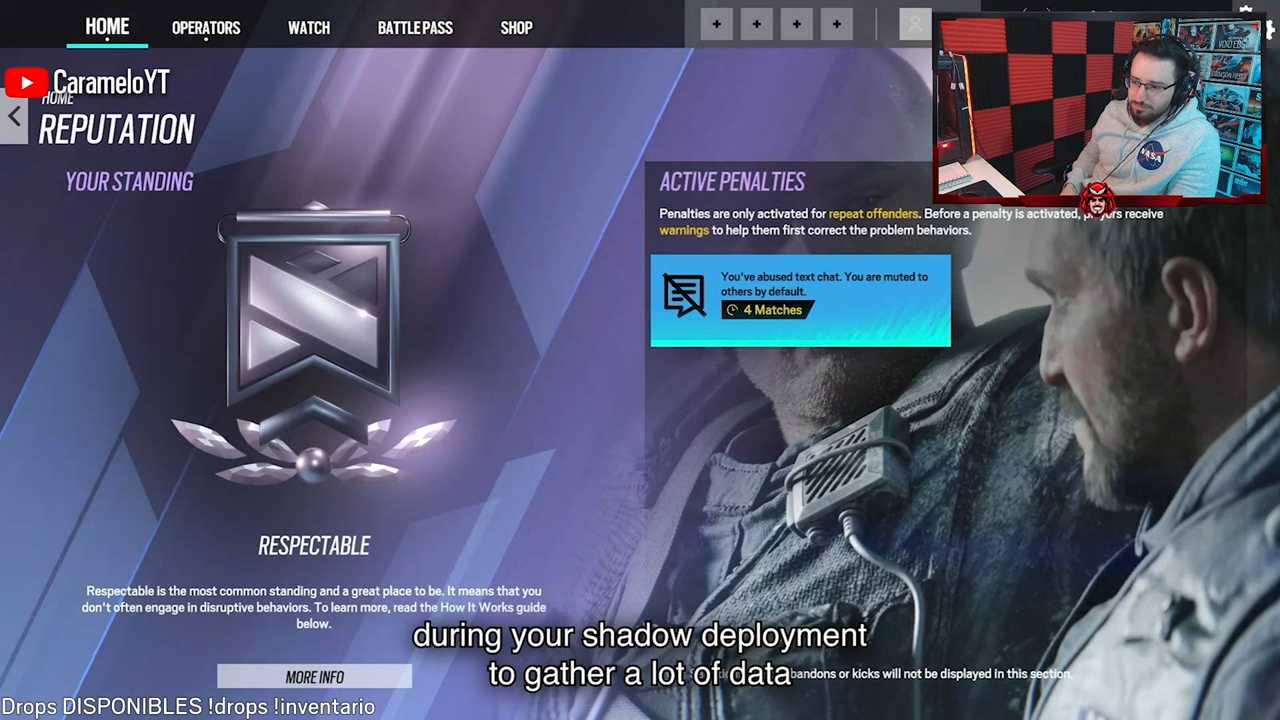 HOME
OPERATORS
WATCH
BATTLE PASS
SHOP
CarameloYT
HOME
REPUTATION
YOUR STANDING
ACTIVE PENALTIES
Penalties are only activated for repeat offenders. Before a penalty is activated, receive
warnings to help them first correct the problem behaviors.
You've abused text chat. You are muted to
others by default.
4 Matches
NASA
RESPECTABLE
Respectable is the most common standing and a great place to be. It means that you
don't often engage in disruptive behaviors. To learn more, read the How It Works guide
below.
during your shadow deployment
to gather a lot of data
bandons or kicks will not be displayed in this section.
MORE INFO
Drops DISPONIBLES !drops !inventario